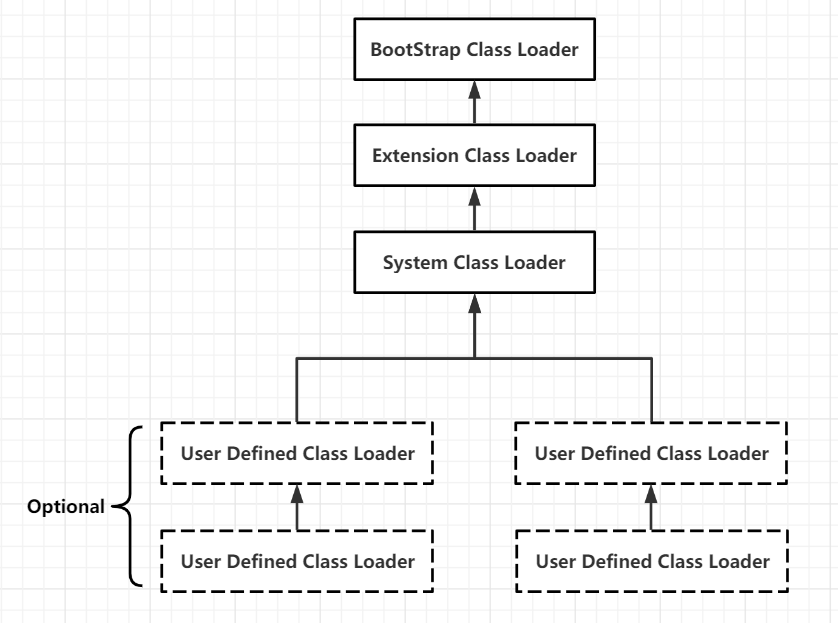 BootStrap Class Loader
Extension Class Loader
System Class Loader
User Defined Class Loader
User Defined Class Loader
Optional
User Defined Class Loader
User Defined Class Loader